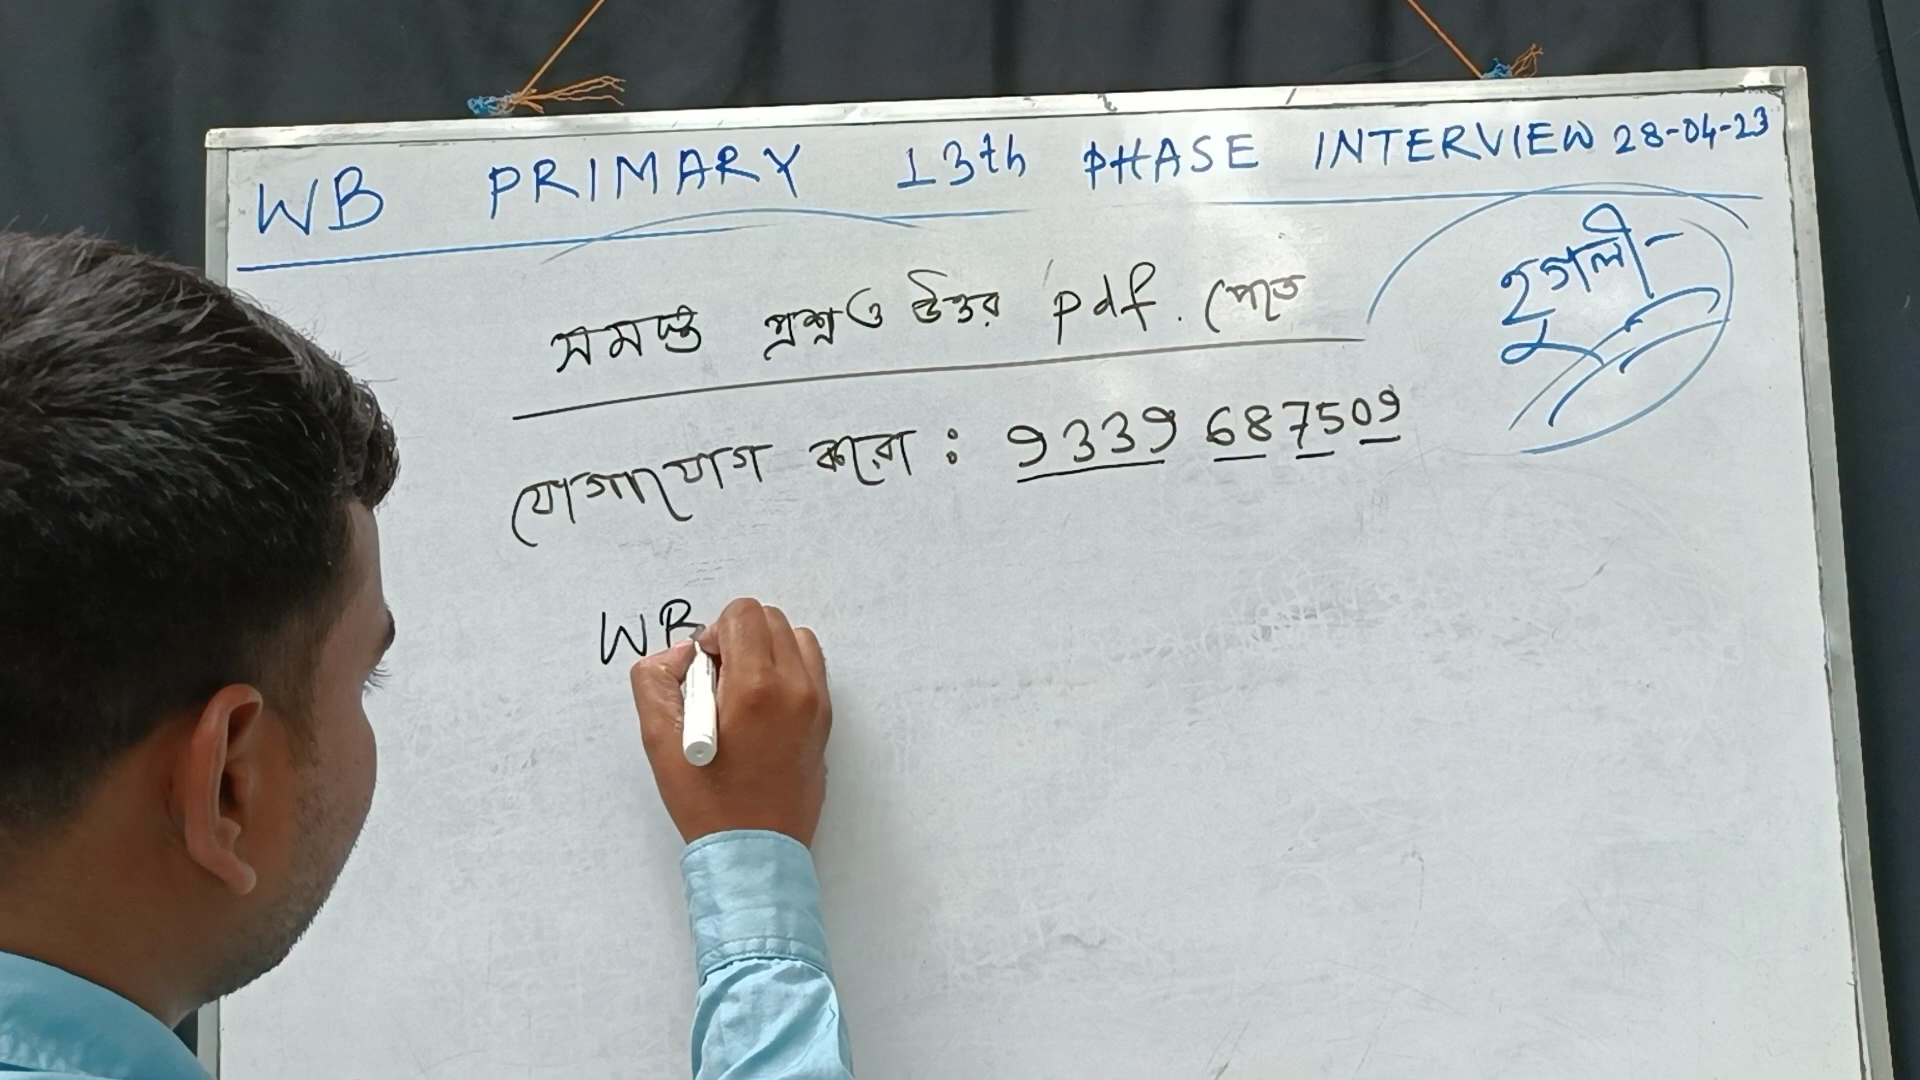 WB PRIMARY 13th PHASE INTERVIEW 28-04-23
হুগলী-
সমস্ত প্রশ্ন ও উত্তর pdf. পেতে
যোগাযোগ করো : 9339 687509
WB